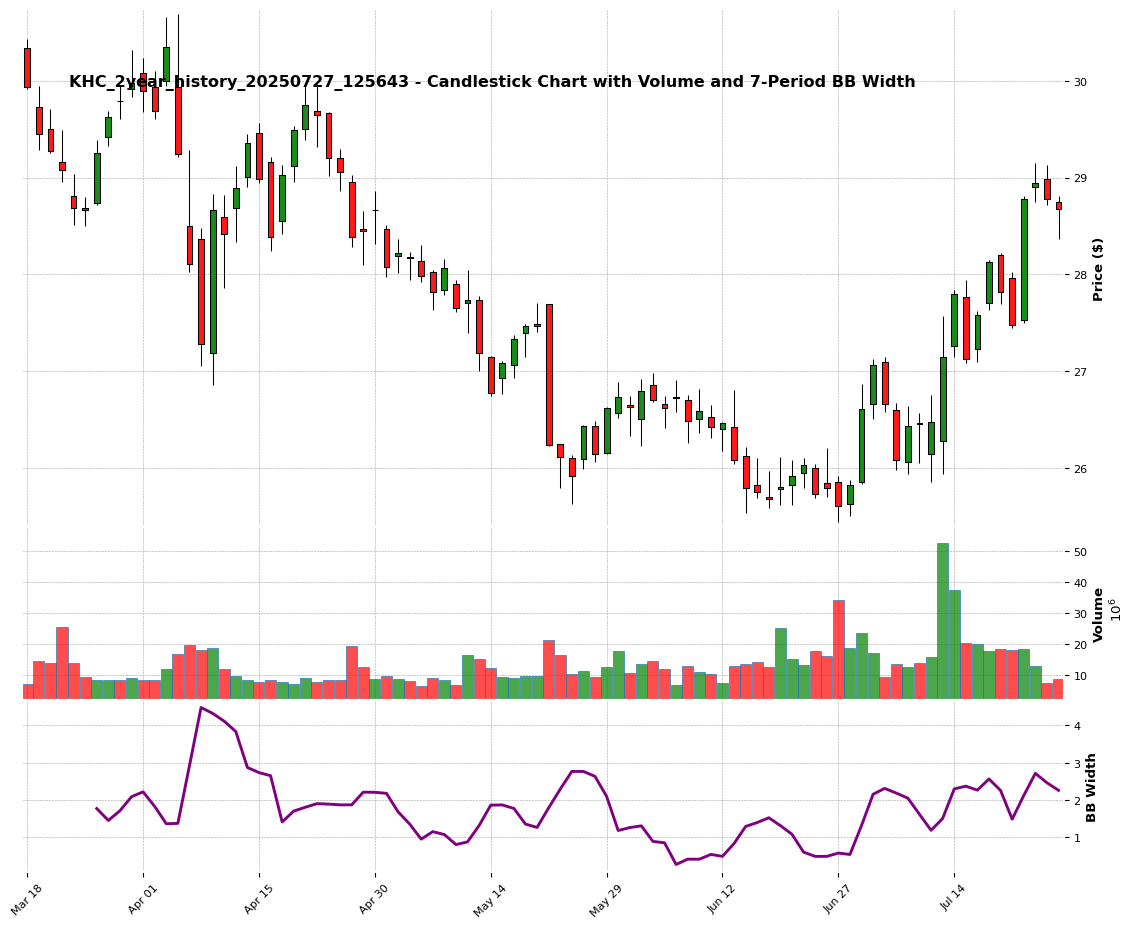 KHC_2year_history_20250727_125643 - Candlestick Chart with Volume and 7-Period BB Width
30
29
28
27
26
Price ($)
50
40
30
20
10
Volume
10^6
4
3
2
1
BB Width
Mar 18
Apr 01
Apr 15
Apr 30
May 14
May 29
Jun 12
Jun 27
Jul 14